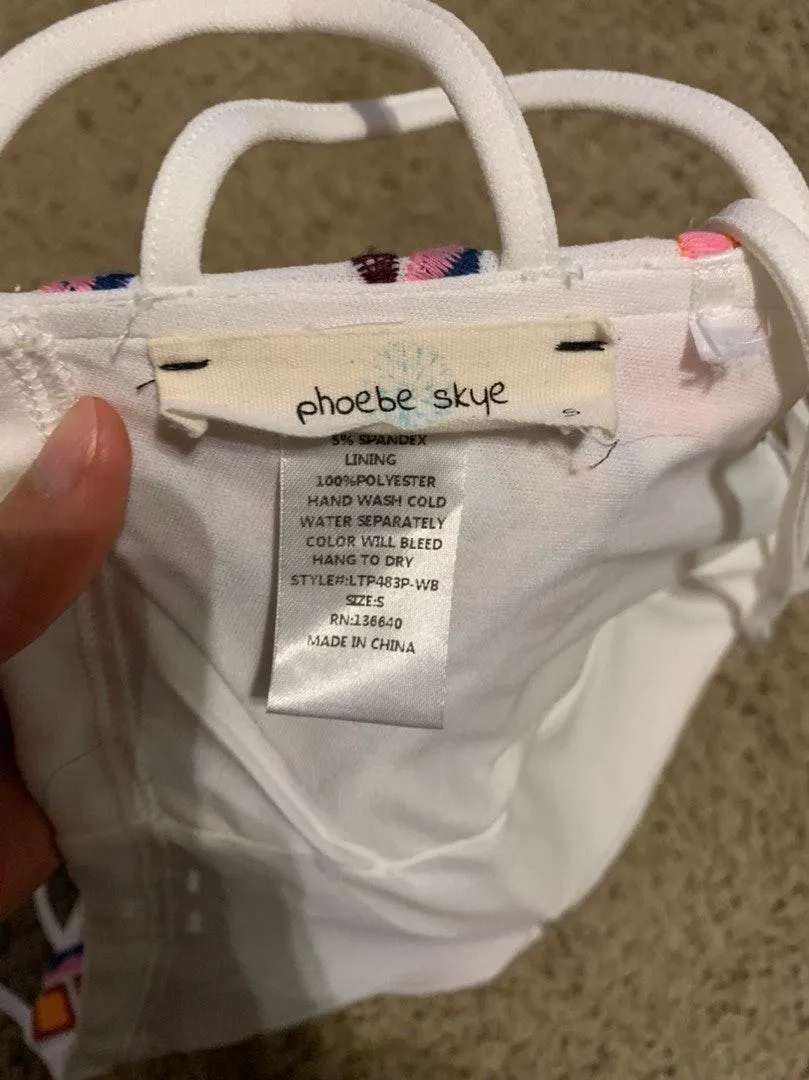 phoebe skye
S
5% SPANDEX
LINING
100%POLYESTER
HAND WASH COLD
WATER SEPARATELY
COLOR WILL BLEED
HANG TO DRY
STYLE#:LTP483P-WB
SIZE:S
RN:136640
MADE IN CHINA